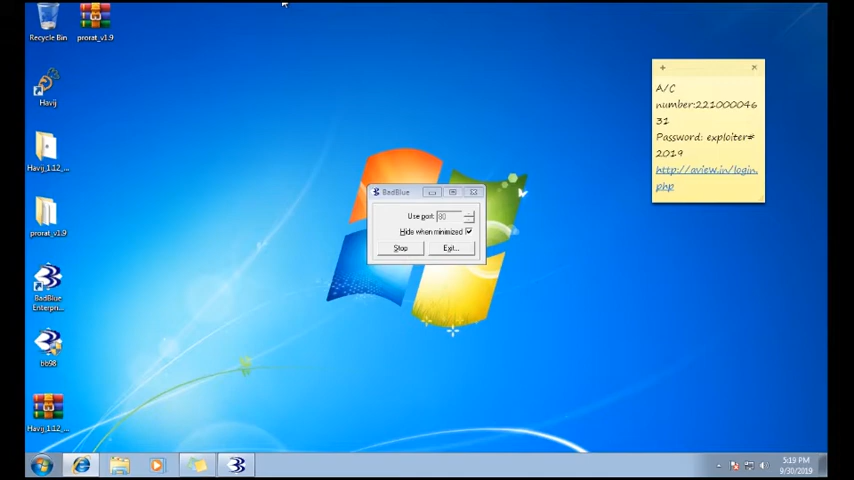 Recycle Bin
prorat_v1.9
Havij
Havij_1.12_...
prorat_v1.9
BadBlue
Enterpri...
bb98
Havij_1.12_...
BadBlue
Use port: 80
Hide when minimized
Stop
Exit...
A/C
number:221000046
31
Password: exploiter#
2019
http://aview.in/login.
php
5:19 PM
9/30/2019